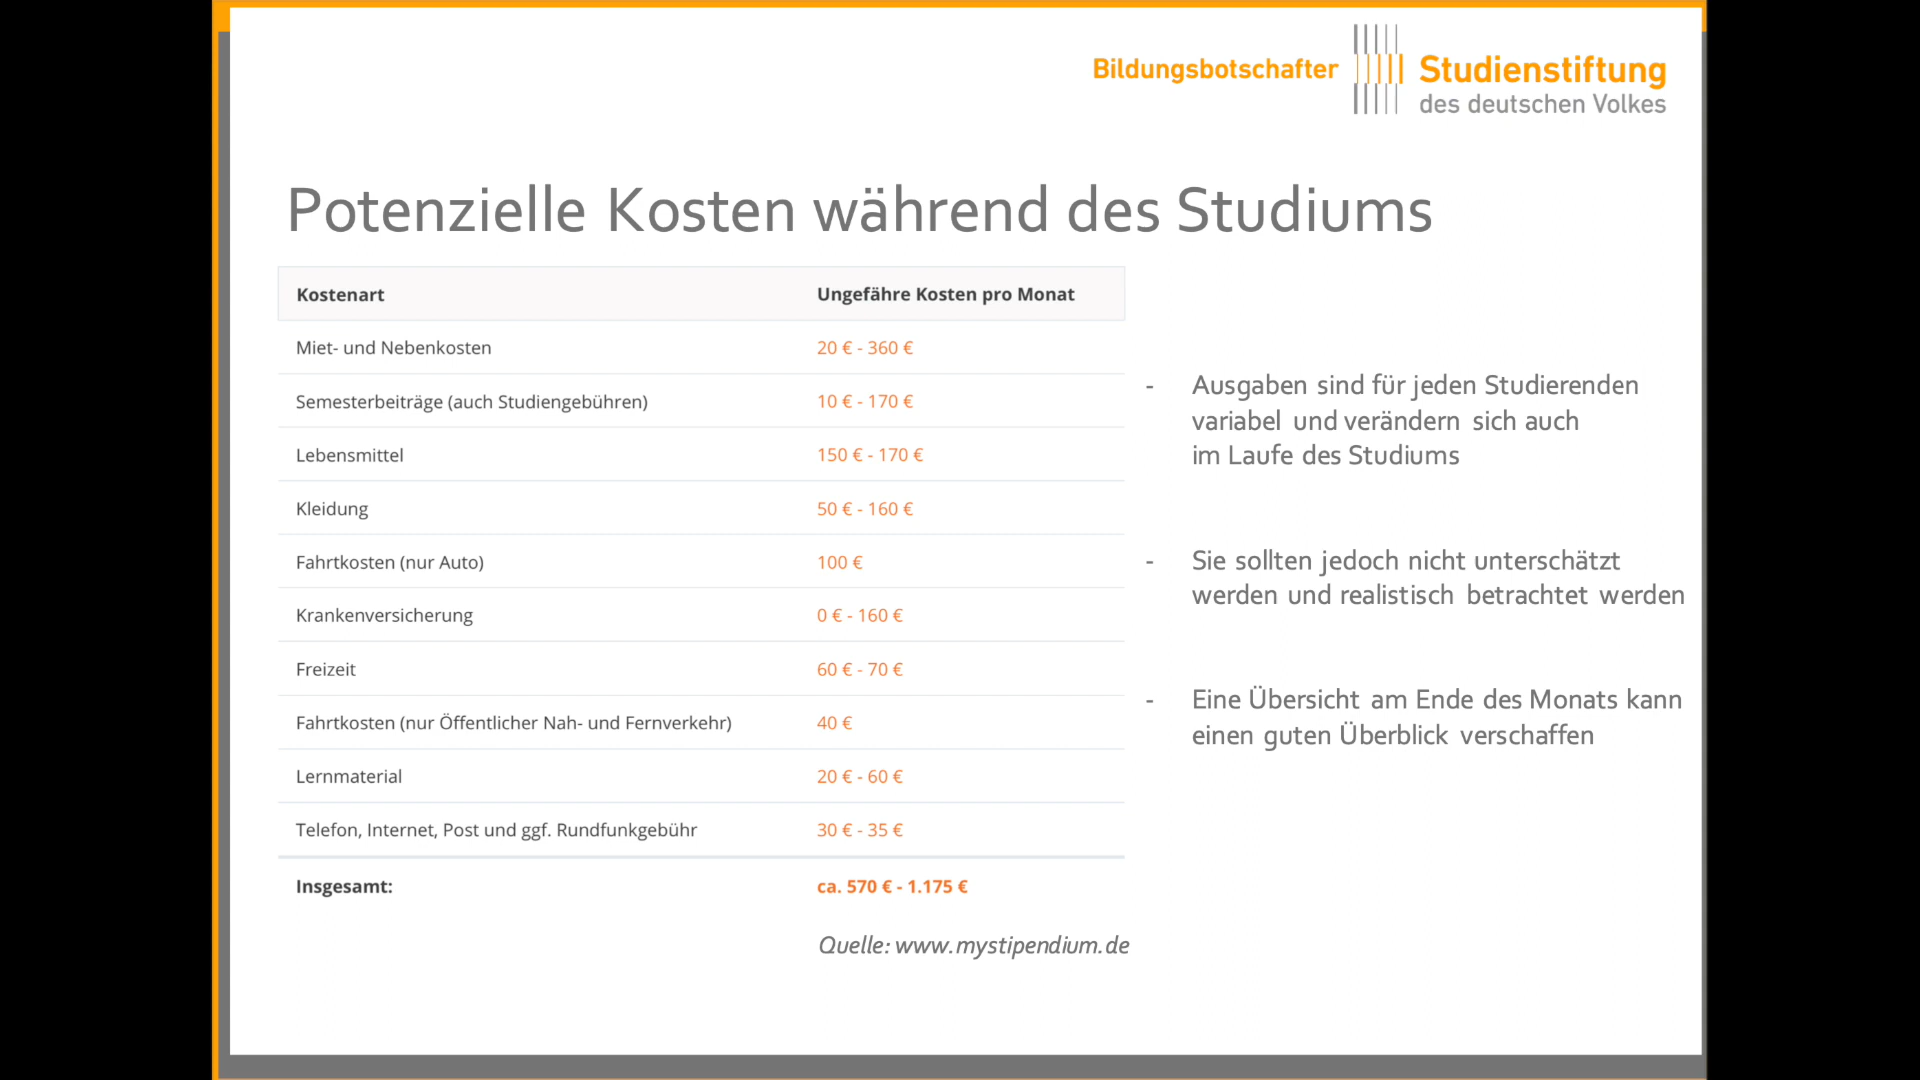 Bildungsbotschafter
Studienstiftung
des deutschen Volkes
Potenzielle Kosten während des Studiums
Kostenart Ungefähre Kosten pro Monat
Miet- und Nebenkosten 20 € - 360 €
Semesterbeiträge (auch Studiengebühren) 10 € - 170 €
Lebensmittel 150 € - 170 €
Kleidung 50 € - 160 €
Fahrtkosten (nur Auto) 100 €
Krankenversicherung 0 € - 160 €
Freizeit 60 € - 70 €
Fahrtkosten (nur Öffentlicher Nah- und Fernverkehr) 40 €
Lernmaterial 20 € - 60 €
Telefon, Internet, Post und ggf. Rundfunkgebühr 30 € - 35 €
Insgesamt: ca. 570 € - 1.175 €
Quelle: www.mystipendium.de
- Ausgaben sind für jeden Studierenden
variabel und verändern sich auch
im Laufe des Studiums
- Sie sollten jedoch nicht unterschätzt
werden und realistisch betrachtet werden
- Eine Übersicht am Ende des Monats kann
einen guten Überblick verschaffen